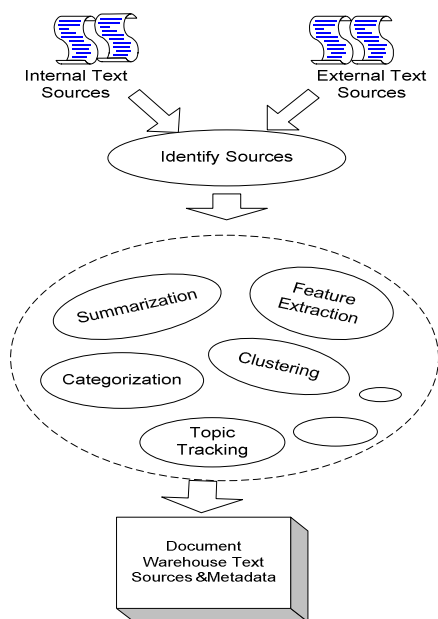 Internal Text
Sources
External Text
Sources
Identify Sources
Summarization
Feature
Extraction
Clustering
Categorization
Topic
Tracking
Document
Warehouse Text
Sources &Metadata